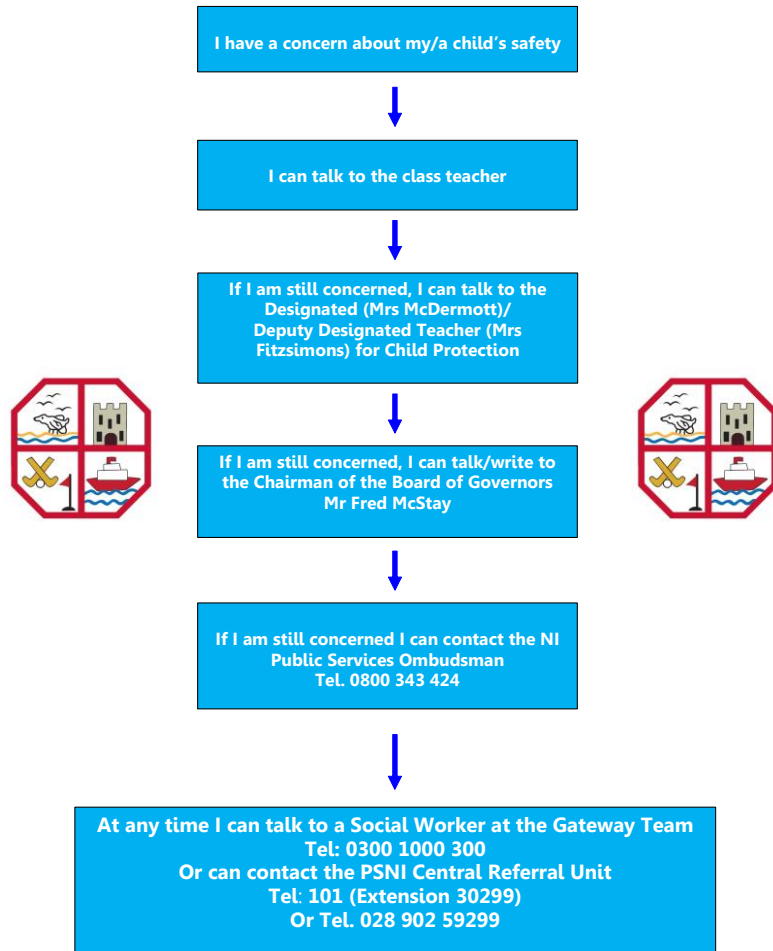 I have a concern about my/a child’s safety
I can talk to the class teacher
If I am still concerned, I can talk to the
Designated (Mrs McDermott)/
Deputy Designated Teacher (Mrs
Fitzsimons) for Child Protection
If I am still concerned, I can talk/write to
the Chairman of the Board of Governors
Mr Fred McStay
If I am still concerned I can contact the NI
Public Services Ombudsman
Tel. 0800 343 424
At any time I can talk to a Social Worker at the Gateway Team
Tel: 0300 1000 300
Or can contact the PSNI Central Referral Unit
Tel: 101 (Extension 30299)
Or Tel. 028 902 59299